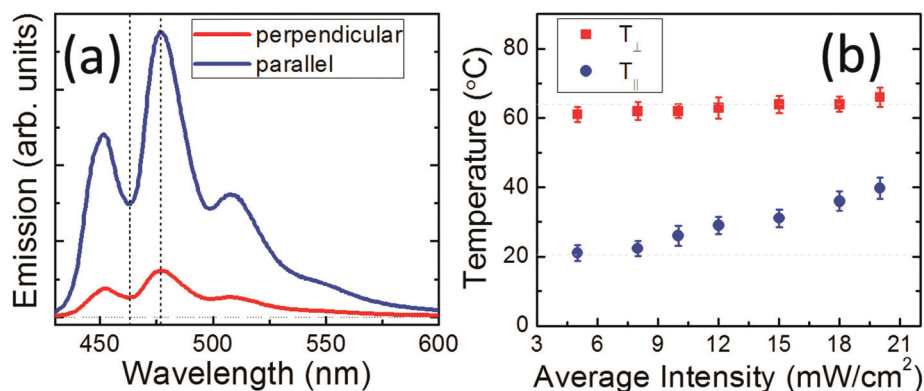 (a)
perpendicular
parallel
Emission (arb. units)
450
500
550
600
Wavelength (nm)
(b)
T⊥
T||
Temperature (°C)
80
60
40
20
0
3
6
9
12
15
18
21
Average Intensity (mW/cm²)